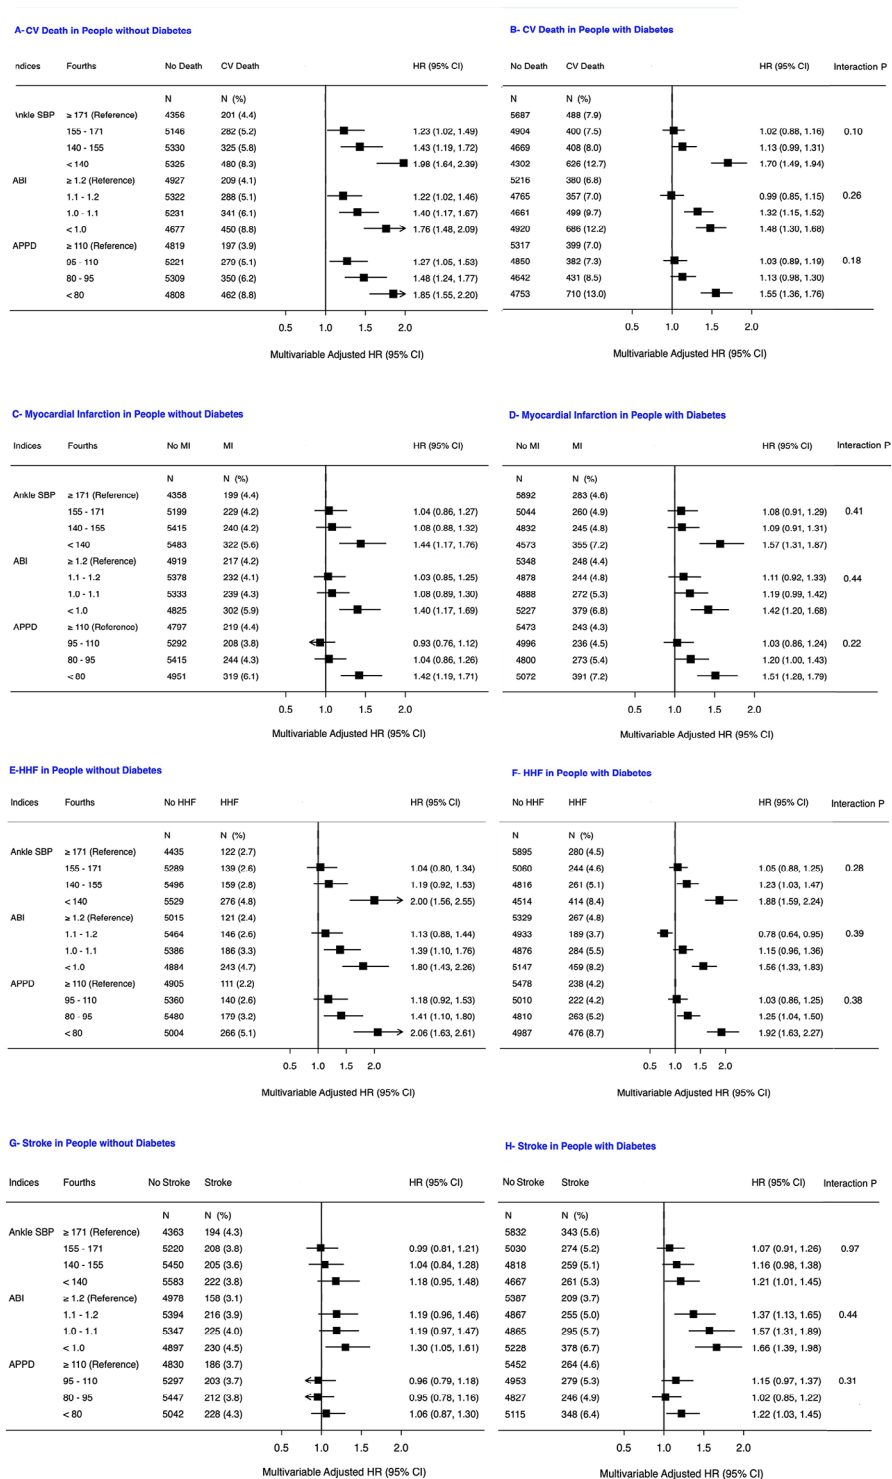 A- CV Death in People without Diabetes
Indices Fourths No Death CV Death HR (95% CI)
N N (%)
Ankle SBP ≥ 171 (Reference) 4356 201 (4.4)
155 - 171 5146 282 (5.2) 1.23 (1.02, 1.49)
140 - 155 5330 325 (5.8) 1.43 (1.19, 1.72)
< 140 5325 480 (8.3) 1.98 (1.64, 2.39)
ABI ≥ 1.2 (Reference) 4927 209 (4.1)
1.1 - 1.2 5322 288 (5.1) 1.22 (1.02, 1.46)
1.0 - 1.1 5231 341 (6.1) 1.40 (1.17, 1.67)
< 1.0 4677 450 (8.8) 1.76 (1.48, 2.09)
APPD ≥ 110 (Reference) 4819 197 (3.9)
95 - 110 5221 279 (5.1) 1.27 (1.05, 1.53)
80 - 95 5309 350 (6.2) 1.48 (1.24, 1.77)
< 80 4808 462 (8.8) 1.85 (1.55, 2.20)
0.5 1.0 1.5 2.0
Multivariable Adjusted HR (95% CI)
B- CV Death in People with Diabetes
No Death CV Death HR (95% CI) Interaction P
N N (%)
5687 488 (7.9)
4904 400 (7.5) 1.02 (0.88, 1.16) 0.10
4669 408 (8.0) 1.13 (0.99, 1.31)
4302 626 (12.7) 1.70 (1.49, 1.94)
5216 380 (6.8)
4765 357 (7.0) 0.99 (0.85, 1.15) 0.26
4661 499 (9.7) 1.32 (1.15, 1.52)
4920 686 (12.2) 1.48 (1.30, 1.68)
5317 399 (7.0)
4850 382 (7.3) 1.03 (0.89, 1.19) 0.18
4642 431 (8.5) 1.13 (0.98, 1.30)
4753 710 (13.0) 1.55 (1.36, 1.76)
0.5 1.0 1.5 2.0
Multivariable Adjusted HR (95% CI)
C- Myocardial Infarction in People without Diabetes
Indices Fourths No MI MI HR (95% CI)
N N (%)
Ankle SBP ≥ 171 (Reference) 4358 199 (4.4)
155 - 171 5199 229 (4.2) 1.04 (0.86, 1.27)
140 - 155 5415 240 (4.2) 1.08 (0.88, 1.32)
< 140 5483 322 (5.6) 1.44 (1.17, 1.76)
ABI ≥ 1.2 (Reference) 4919 217 (4.2)
1.1 - 1.2 5378 232 (4.1) 1.03 (0.85, 1.25)
1.0 - 1.1 5333 239 (4.3) 1.08 (0.89, 1.30)
< 1.0 4825 302 (5.9) 1.40 (1.17, 1.69)
APPD ≥ 110 (Reference) 4797 219 (4.4)
95 - 110 5292 208 (3.8) 0.93 (0.76, 1.12)
80 - 95 5415 244 (4.3) 1.04 (0.86, 1.26)
< 80 4951 319 (6.1) 1.42 (1.19, 1.71)
0.5 1.0 1.5 2.0
Multivariable Adjusted HR (95% CI)
D- Myocardial Infarction in People with Diabetes
No MI MI HR (95% CI) Interaction P
N N (%)
5892 283 (4.6)
5044 260 (4.9) 1.08 (0.91, 1.29) 0.41
4832 245 (4.8) 1.09 (0.91, 1.31)
4573 355 (7.2) 1.57 (1.31, 1.87)
5348 248 (4.4)
4878 244 (4.8) 1.11 (0.92, 1.33) 0.44
4888 272 (5.3) 1.19 (0.99, 1.42)
5227 379 (6.8) 1.42 (1.20, 1.68)
5473 243 (4.3)
4996 236 (4.5) 1.03 (0.86, 1.24) 0.22
4800 273 (5.4) 1.20 (1.00, 1.43)
5072 391 (7.2) 1.51 (1.28, 1.79)
0.5 1.0 1.5 2.0
Multivariable Adjusted HR (95% CI)
E-HHF in People without Diabetes
Indices Fourths No HHF HHF HR (95% CI)
N N (%)
Ankle SBP ≥ 171 (Reference) 4435 122 (2.7)
155 - 171 5289 139 (2.6) 1.04 (0.80, 1.34)
140 - 155 5496 159 (2.8) 1.19 (0.92, 1.53)
< 140 5529 276 (4.8) 2.00 (1.56, 2.55)
ABI ≥ 1.2 (Reference) 5015 121 (2.4)
1.1 - 1.2 5464 146 (2.6) 1.13 (0.88, 1.44)
1.0 - 1.1 5386 186 (3.3) 1.39 (1.10, 1.76)
< 1.0 4884 243 (4.7) 1.80 (1.43, 2.26)
APPD ≥ 110 (Reference) 4905 111 (2.2)
95 - 110 5360 140 (2.6) 1.18 (0.92, 1.53)
80 - 95 5480 179 (3.2) 1.41 (1.10, 1.80)
< 80 5004 266 (5.1) 2.06 (1.63, 2.61)
0.5 1.0 1.5 2.0
Multivariable Adjusted HR (95% CI)
F- HHF in People with Diabetes
No HHF HHF HR (95% CI) Interaction P
N N (%)
5895 280 (4.5)
5060 244 (4.6) 1.05 (0.88, 1.25) 0.28
4816 261 (5.1) 1.23 (1.03, 1.47)
4514 414 (8.4) 1.88 (1.59, 2.24)
5329 267 (4.8)
4933 189 (3.7) 0.78 (0.64, 0.95) 0.39
4876 284 (5.5) 1.15 (0.96, 1.36)
5147 459 (8.2) 1.56 (1.33, 1.83)
5478 238 (4.2)
5010 222 (4.2) 1.03 (0.86, 1.25) 0.38
4810 263 (5.2) 1.25 (1.04, 1.50)
4987 476 (8.7) 1.92 (1.63, 2.27)
0.5 1.0 1.5 2.0
Multivariable Adjusted HR (95% CI)
G- Stroke in People without Diabetes
Indices Fourths No Stroke Stroke HR (95% CI)
N N (%)
Ankle SBP ≥ 171 (Reference) 4363 194 (4.3)
155 - 171 5220 208 (3.8) 0.99 (0.81, 1.21)
140 - 155 5450 205 (3.6) 1.04 (0.84, 1.28)
< 140 5583 222 (3.8) 1.18 (0.95, 1.48)
ABI ≥ 1.2 (Reference) 4978 158 (3.1)
1.1 - 1.2 5394 216 (3.9) 1.19 (0.96, 1.46)
1.0 - 1.1 5347 225 (4.0) 1.19 (0.97, 1.47)
< 1.0 4897 230 (4.5) 1.30 (1.05, 1.61)
APPD ≥ 110 (Reference) 4830 186 (3.7)
95 - 110 5297 203 (3.7) 0.96 (0.79, 1.18)
80 - 95 5447 212 (3.8) 0.95 (0.78, 1.16)
< 80 5042 228 (4.3) 1.06 (0.87, 1.30)
0.5 1.0 1.5 2.0
Multivariable Adjusted HR (95% CI)
H- Stroke in People with Diabetes
No Stroke Stroke HR (95% CI) Interaction P
N N (%)
5832 343 (5.6)
5030 274 (5.2) 1.07 (0.91, 1.26) 0.97
4818 259 (5.1) 1.16 (0.98, 1.38)
4667 261 (5.3) 1.21 (1.01, 1.45)
5387 209 (3.7)
4867 255 (5.0) 1.37 (1.13, 1.65) 0.44
4865 295 (5.7) 1.57 (1.31, 1.89)
5228 378 (6.7) 1.66 (1.39, 1.98)
5452 264 (4.6)
4953 279 (5.3) 1.15 (0.97, 1.37) 0.31
4827 246 (4.9) 1.02 (0.85, 1.22)
5115 348 (6.4) 1.22 (1.03, 1.45)
0.5 1.0 1.5 2.0
Multivariable Adjusted HR (95% CI)